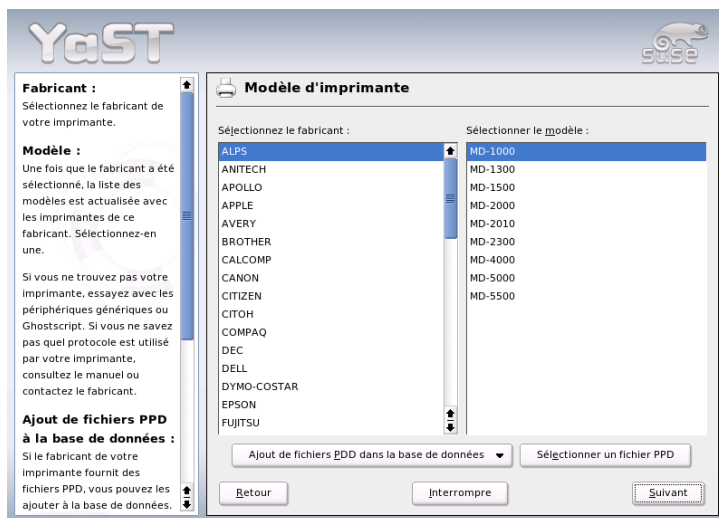 YaST
SUSE
Fabricant :
Sélectionnez le fabricant de
votre imprimante.
Modèle :
Une fois que le fabricant a été
sélectionné, la liste des
modèles est actualisée avec
les imprimantes de ce
fabricant. Sélectionnez-en
une.
Si vous ne trouvez pas votre
imprimante, essayez avec les
périphériques génériques ou
Ghostscript. Si vous ne savez
pas quel protocole est utilisé
par votre imprimante,
consultez le manuel ou
contactez le fabricant.
Ajout de fichiers PPD
à la base de données :
Si le fabricant de votre
imprimante fournit des
fichiers PPD, vous pouvez les
ajouter à la base de données.
Modèle d'imprimante
Sélectionnez le fabricant :
ALPS
ANITECH
APOLLO
APPLE
AVERY
BROTHER
CALCOMP
CANON
CITIZEN
CITOH
COMPAQ
DEC
DELL
DYMO-COSTAR
EPSON
FUJITSU
Sélectionner le modèle :
MD-1000
MD-1300
MD-1500
MD-2000
MD-2010
MD-2300
MD-4000
MD-5000
MD-5500
Ajout de fichiers PDD dans la base de données
Sélectionner un fichier PPD
Retour
Interrompre
Suivant